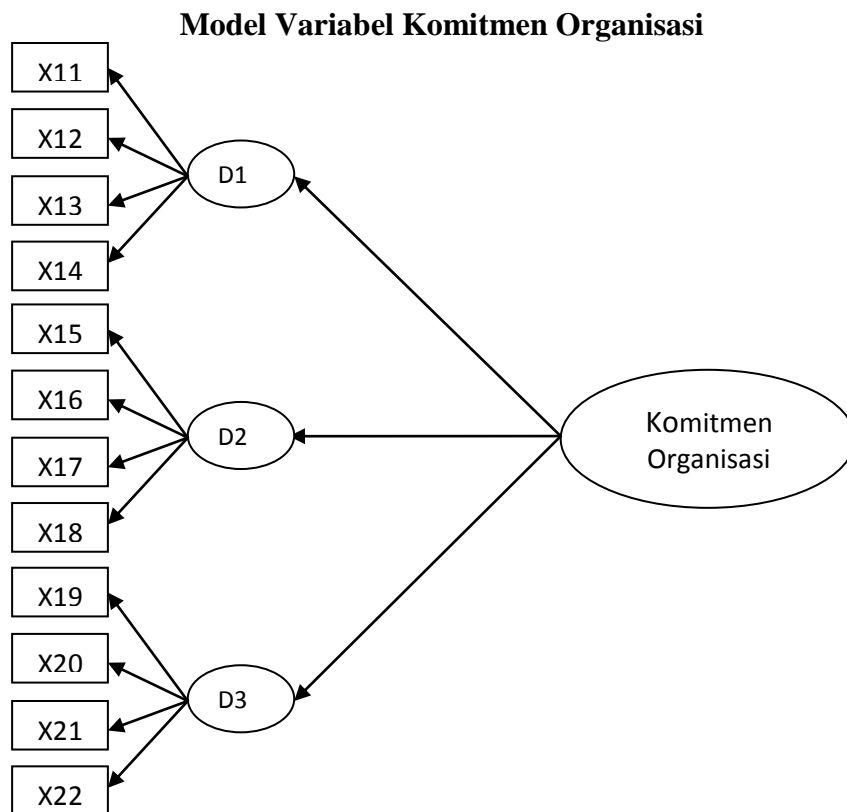 Model Variabel Komitmen Organisasi
X11
X12
X13
X14
D1
X15
X16
X17
X18
D2
Komitmen
Organisasi
X19
X20
X21
X22
D3